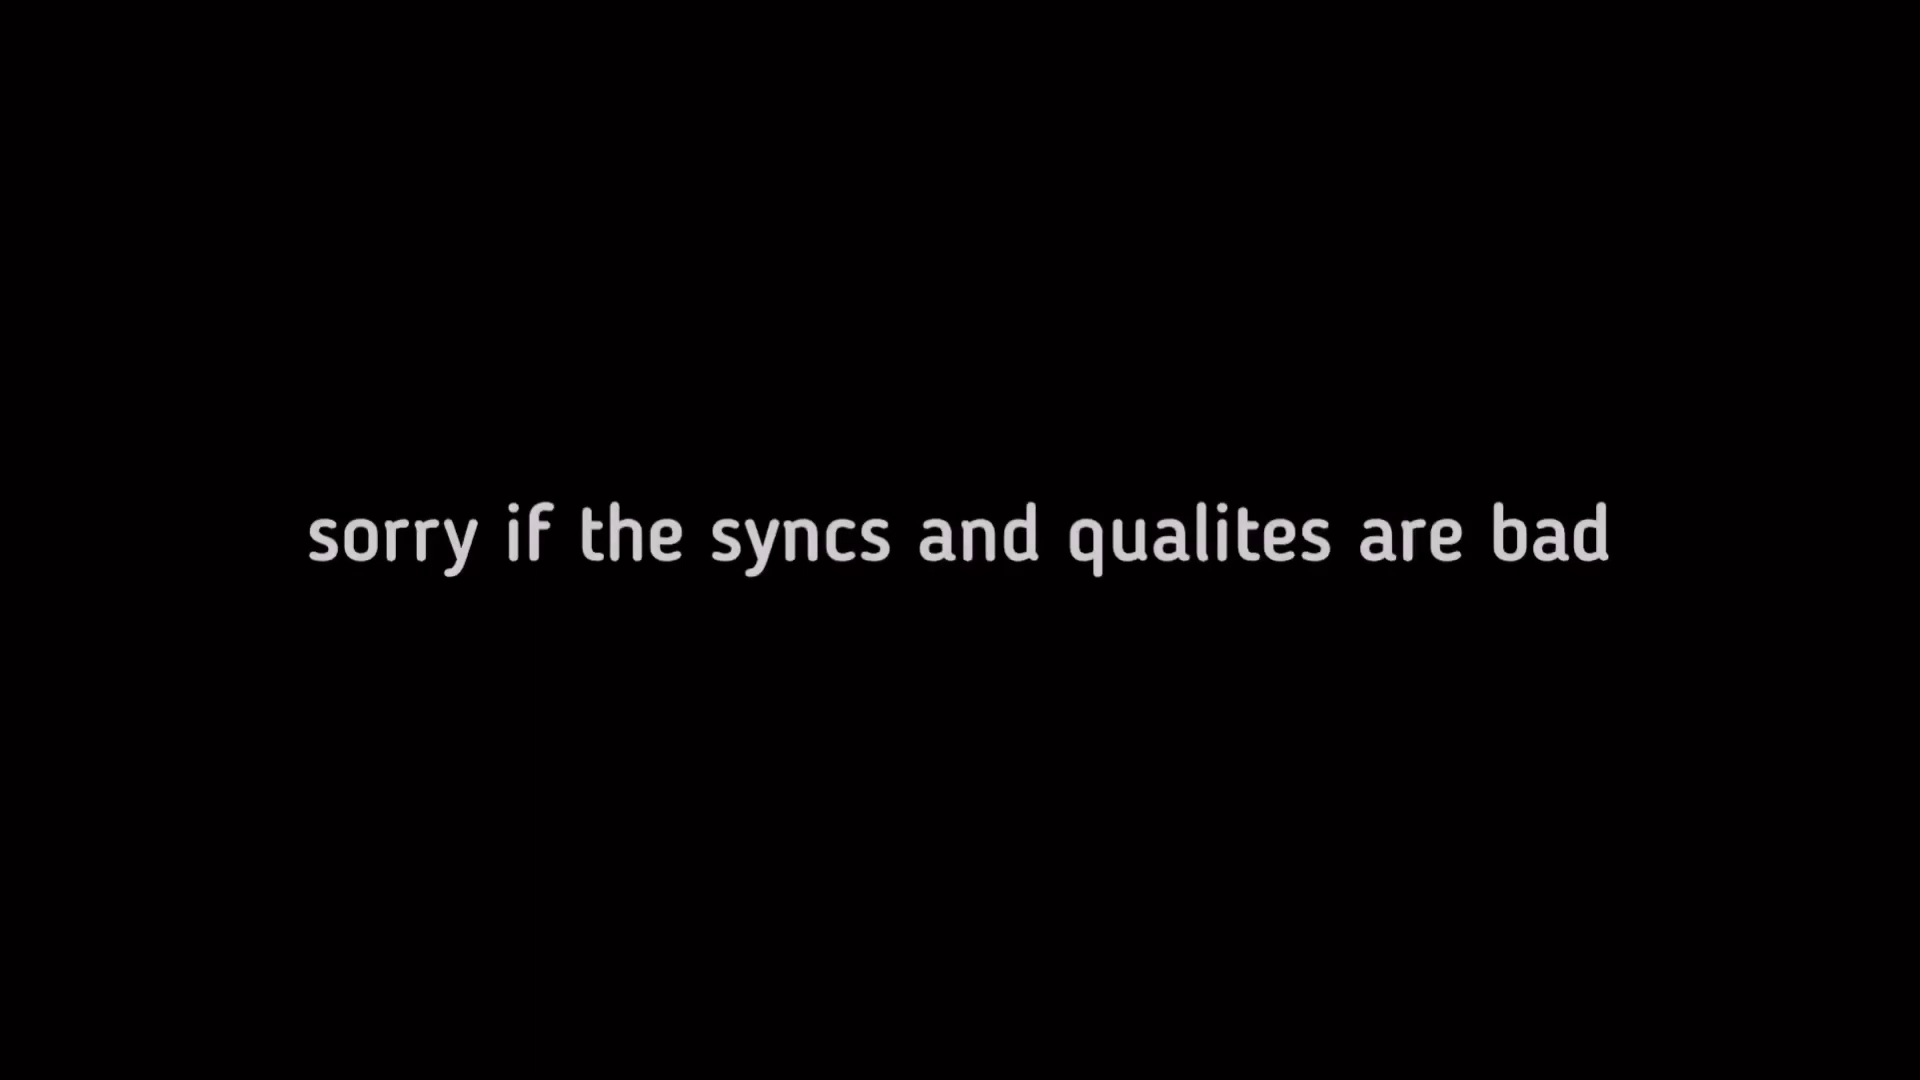 sorry if the syncs and qualites are bad